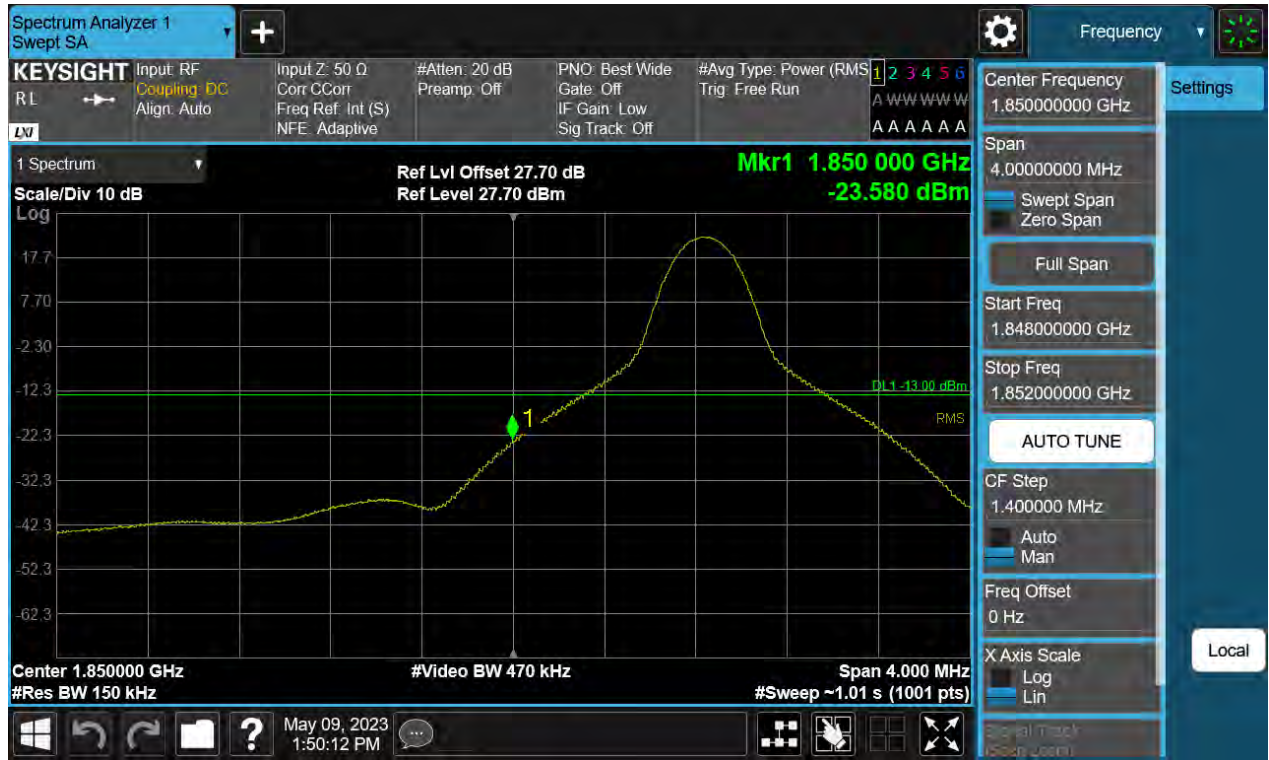 Spectrum Analyzer 1
Swept SA
Frequency
KEYSIGHT
RL
LXI
Input: RF
Coupling: DC
Align: Auto
Input Z: 50 Ω
Corr CCorr
Freq Ref: Int (S)
NFE: Adaptive
#Atten: 20 dB
Preamp: Off
PNO: Best Wide
Gate: Off
IF Gain: Low
Sig Track: Off
#Avg Type: Power (RMS
Trig: Free Run
1 2 3 4 5 6
A W W W W W
A A A A A A
1 Spectrum
Scale/Div 10 dB
Log
Ref Lvl Offset 27.70 dB
Ref Level 27.70 dBm
Mkr1 1.850 000 GHz
-23.580 dBm
17.7
7.70
-2.30
-12.3
-22.3
-32.3
-42.3
-52.3
-62.3
DL1 -13.00 dBm
RMS
1
Center 1.850000 GHz
#Res BW 150 kHz
#Video BW 470 kHz
Span 4.000 MHz
#Sweep ~1.01 s (1001 pts)
Center Frequency
1.850000000 GHz
Settings
Span
4.00000000 MHz
Swept Span
Zero Span
Full Span
Start Freq
1.848000000 GHz
Stop Freq
1.852000000 GHz
AUTO TUNE
CF Step
1.400000 MHz
Auto
Man
Freq Offset
0 Hz
X Axis Scale
Log
Lin
Local
Signal Track
(Span Zoom)
?
May 09, 2023
1:50:12 PM